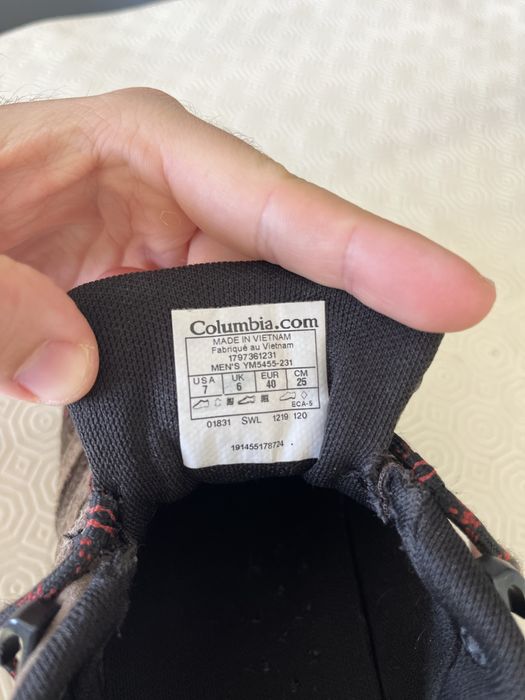 Columbia.com
MADE IN VIETNAM
Fabriqué au Vietnam
1797361231
MEN'S YM5455-231
USA UK EUR CM
7 6 40 25
ECA-5
01831 SWL 1219 120
191455178724